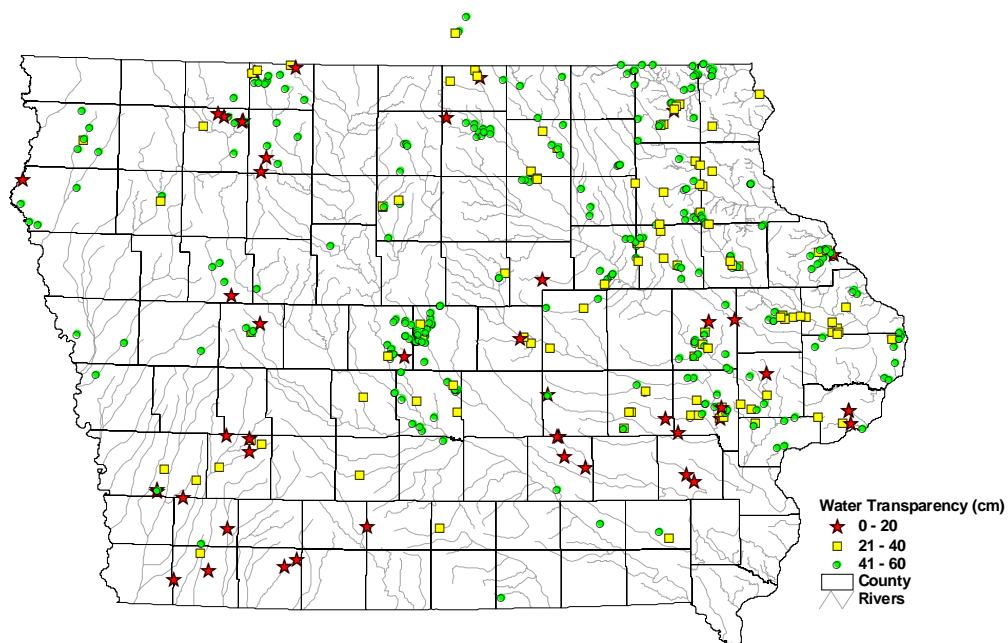 Water Transparency (cm)
0 - 20
21 - 40
41 - 60
County
Rivers